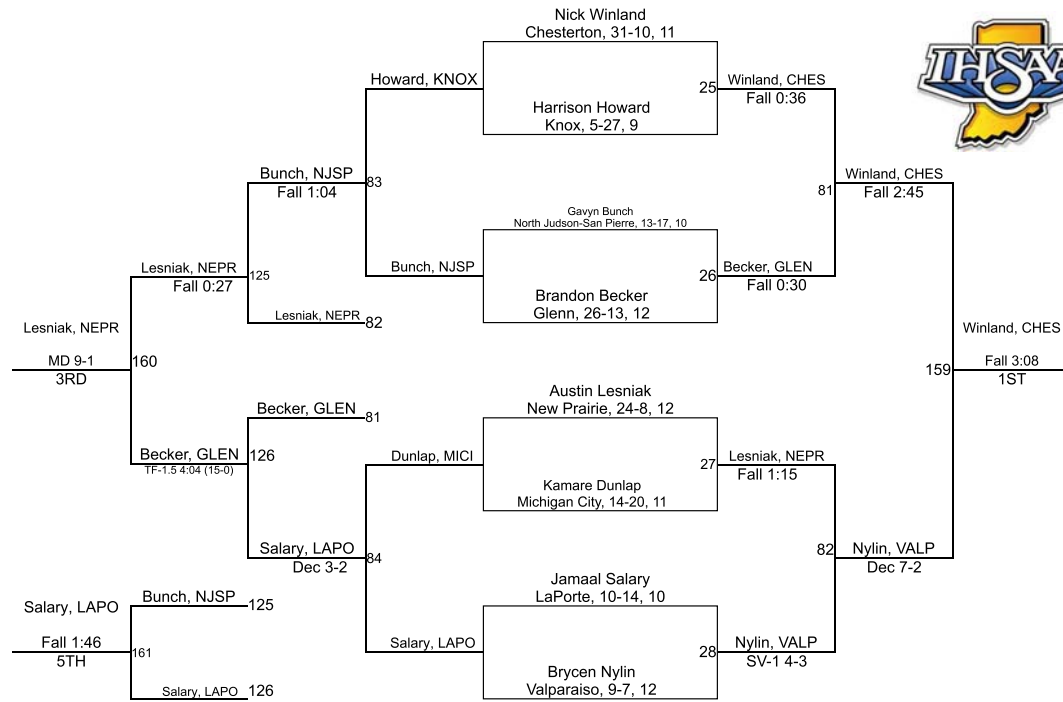 Nick Winland
Chesterton, 31-10, 11
IHSAA
Howard, KNOX
25
Winland, CHES
Fall 0:36
Harrison Howard
Knox, 5-27, 9
Bunch, NJSP
Fall 1:04
83
81
Winland, CHES
Fall 2:45
Gavyn Bunch
North Judson-San Pierre, 13-17, 10
Lesniak, NEPR
Fall 0:27
125
Bunch, NJSP
26
Becker, GLEN
Fall 0:30
Brandon Becker
Glenn, 26-13, 12
Lesniak, NEPR
82
Lesniak, NEPR
MD 9-1
3RD
160
159
Winland, CHES
Fall 3:08
1ST
Austin Lesniak
New Prairie, 24-8, 12
Becker, GLEN
81
Becker, GLEN
TF-1.5 4:04 (15-0)
126
Dunlap, MICI
27
Lesniak, NEPR
Fall 1:15
Kamare Dunlap
Michigan City, 14-20, 11
Salary, LAPO
Dec 3-2
84
82
Nylin, VALP
Dec 7-2
Jamaal Salary
LaPorte, 10-14, 10
Bunch, NJSP
125
Salary, LAPO
Fall 1:46
5TH
161
Salary, LAPO
28
Nylin, VALP
SV-1 4-3
Brycen Nylin
Valparaiso, 9-7, 12
Salary, LAPO
126